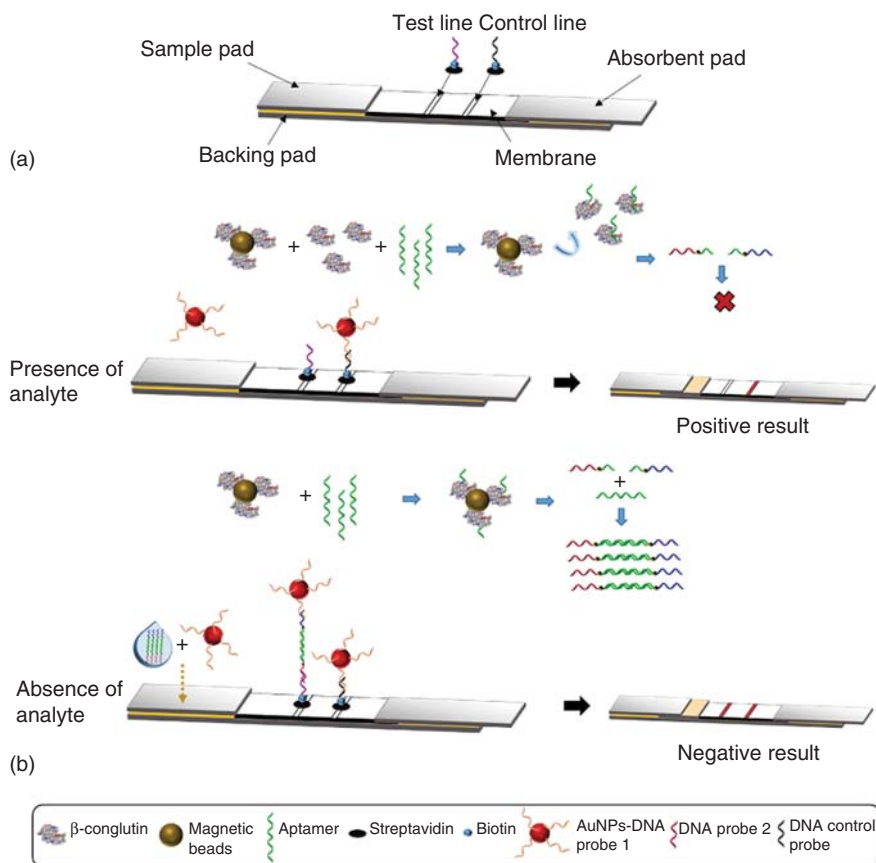 Test line Control line
Sample pad
Absorbent pad
Backing pad
Membrane
(a)
+
+
Presence of
analyte
Positive result
+
+
+
Absence of
analyte
Negative result
(b)
β-conglutin
Magnetic
beads
Aptamer
Streptavidin
Biotin
AuNPs-DNA
probe 1
DNA probe 2
DNA control
probe